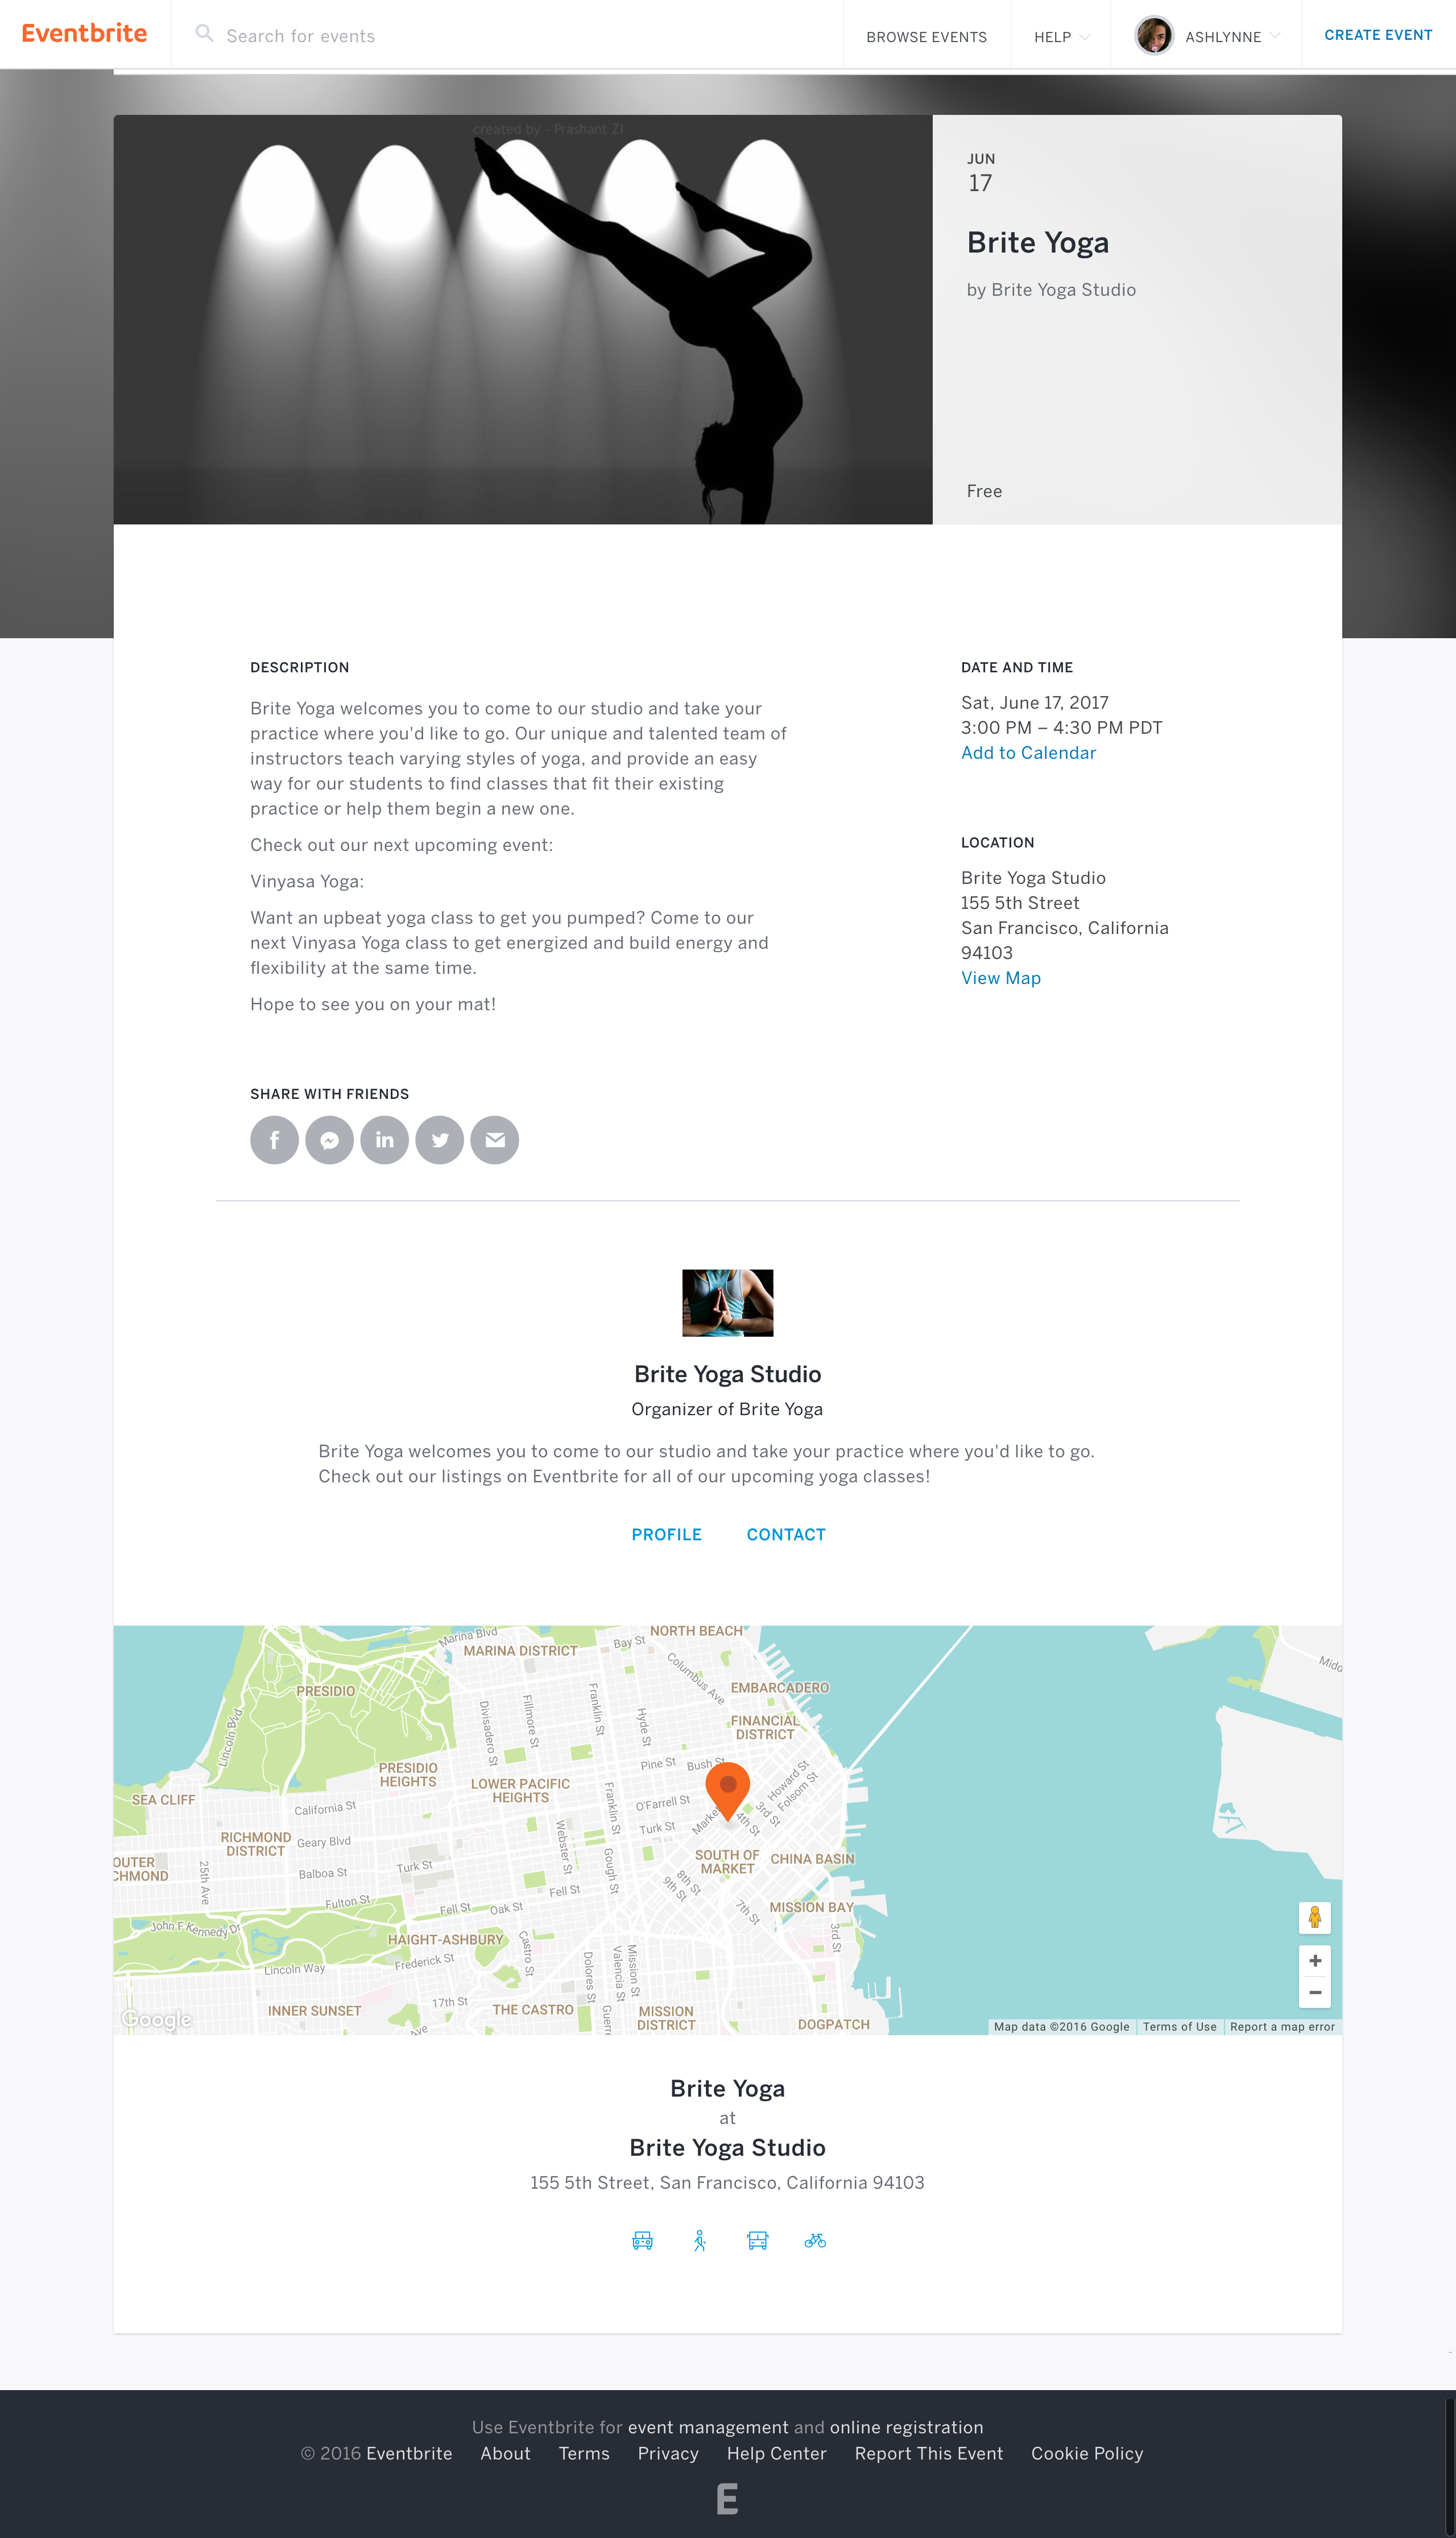 Eventbrite
Search for events
BROWSE EVENTS
HELP
ASHLYNNE
CREATE EVENT
created by - Prashant ZI
JUN
17
Brite Yoga
by Brite Yoga Studio
Free
DESCRIPTION
Brite Yoga welcomes you to come to our studio and take your
practice where you'd like to go. Our unique and talented team of
instructors teach varying styles of yoga, and provide an easy
way for our students to find classes that fit their existing
practice or help them begin a new one.
Check out our next upcoming event:
Vinyasa Yoga:
Want an upbeat yoga class to get you pumped? Come to our
next Vinyasa Yoga class to get energized and build energy and
flexibility at the same time.
Hope to see you on your mat!
DATE AND TIME
Sat, June 17, 2017
3:00 PM – 4:30 PM PDT
Add to Calendar
LOCATION
Brite Yoga Studio
155 5th Street
San Francisco, California
94103
View Map
SHARE WITH FRIENDS
f
in
Brite Yoga Studio
Organizer of Brite Yoga
Brite Yoga welcomes you to come to our studio and take your practice where you'd like to go.
Check out our listings on Eventbrite for all of our upcoming yoga classes!
PROFILE
CONTACT
NORTH BEACH
Marina Blvd
MARINA DISTRICT
Bay St
Columbus Ave
Mido
PRESIDIO
EMBARCADERO
Lincoln Blvd
Divisadero St
Fillmore St
Franklin St
Hyde St
FINANCIAL
DISTRICT
PRESIDIO
HEIGHTS
Pine St
Bush St
LOWER PACIFIC
HEIGHTS
Howard St
Folsom St
SEA CLIFF
California St
Franklin St
O'Farrell St
Market
4th St
3rd St
RICHMOND
DISTRICT
Geary Blvd
Webster St
Turk St
OUTER
CHMOND
25th Ave
Balboa St
Turk St
Gough St
SOUTH OF
MARKET
CHINA BASIN
8th St
9th St
Fulton St
Fell St
Fell St
Oak St
7th St
MISSION BAY
John F Kennedy Dr
HAIGHT-ASHBURY
Castro St
3rd St
Frederick St
Lincoln Way
Dolores St
Valencia St
Mission St
INNER SUNSET
17th St
THE CASTRO
Guerre
MISSION
DISTRICT
DOGPATCH
Ave
Google
Map data ©2016 Google
Terms of Use
Report a map error
Brite Yoga
at
Brite Yoga Studio
155 5th Street, San Francisco, California 94103
Use Eventbrite for event management and online registration
© 2016 Eventbrite About Terms Privacy Help Center Report This Event Cookie Policy
E